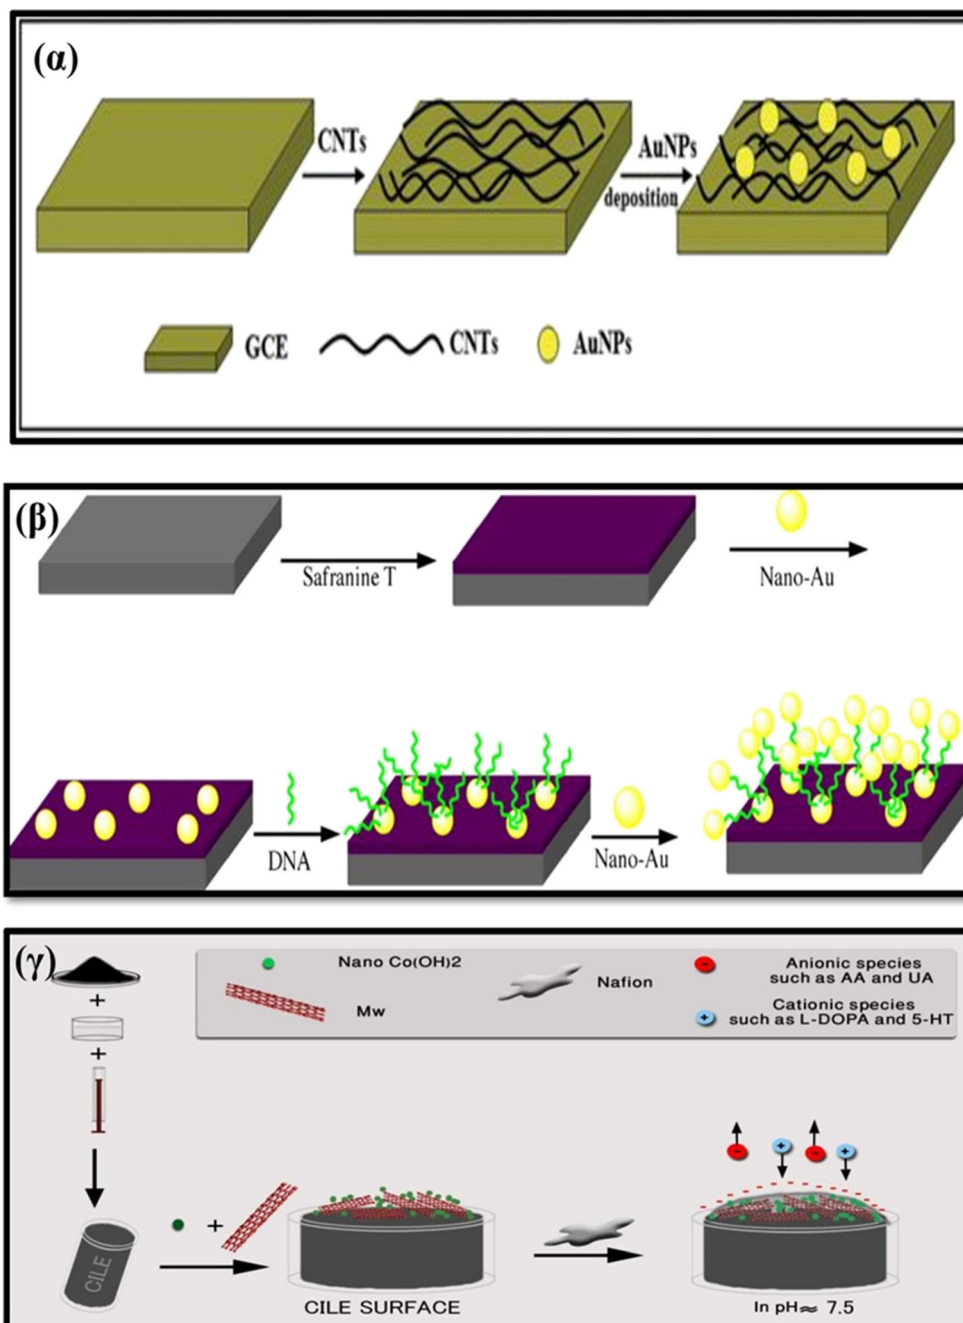 (α)
CNTs
AuNPs
deposition
GCE
CNTs
AuNPs
(β)
Safranine T
Nano-Au
DNA
Nano-Au
(γ)
Nano Co(OH)2
Mw
Nafion
Anionic species
such as AA and UA
Cationic species
such as L-DOPA and 5-HT
+
+
-
+
-
+
+
CILE
CILE SURFACE
In pH≈ 7.5